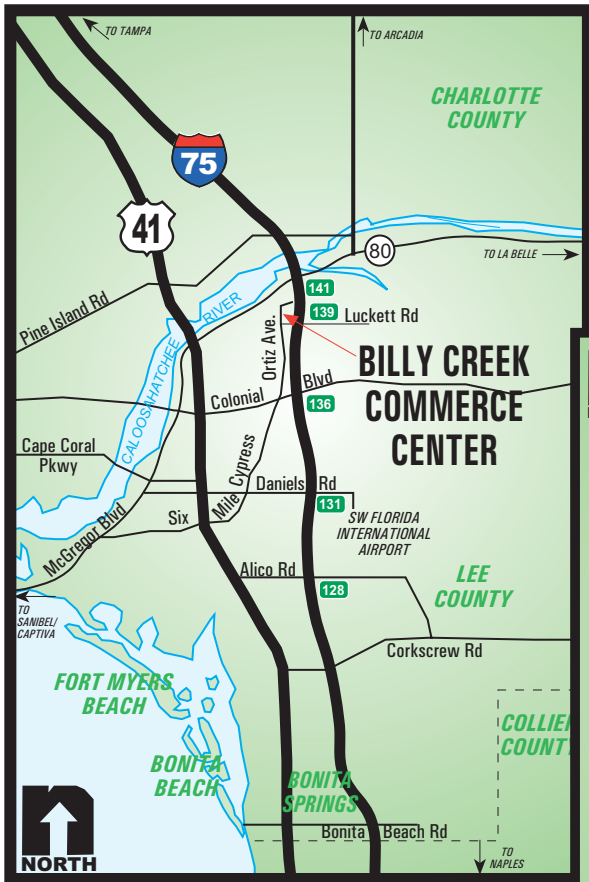 TO TAMPA
TO ARCADIA
CHARLOTTE
COUNTY
75
41
80
TO LA BELLE
141
Pine Island Rd
RIVER
CALOOSAHATCHEE
139
Luckett Rd
Ortiz Ave.
BILLY CREEK
COMMERCE
CENTER
Colonial
Blvd
136
Cape Coral
Pkwy
Daniels Rd
131
Six
Mile
Cypress
SW FLORIDA
INTERNATIONAL
AIRPORT
McGregor Blvd
Alico Rd
128
LEE
COUNTY
TO
SANIBEL/
CAPTIVA
Corkscrew Rd
FORT MYERS
BEACH
COLLIER
COUNTY
BONITA
BEACH
BONITA
SPRINGS
n
NORTH
Bonita
Beach Rd
TO
NAPLES